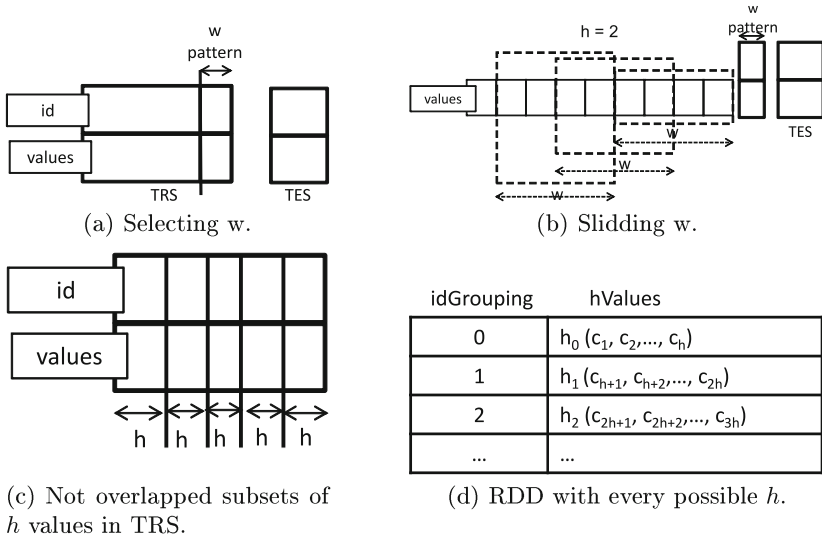 w
pattern
id
values
TRS
TES
(a) Selecting w.
h = 2
w
pattern
values
TES
w
w
w
(b) Slidding w.
id
values
h h h h h
(c) Not overlapped subsets of
h values in TRS.
idGrouping hValues
0 h₀ (c₁, c₂,..., cₕ)
1 h₁ (cₕ₊₁, cₕ₊₂,..., c₂ₕ)
2 h₂ (c₂ₕ₊₁, c₂ₕ₊₂,..., c₃ₕ)
... ...
(d) RDD with every possible h.